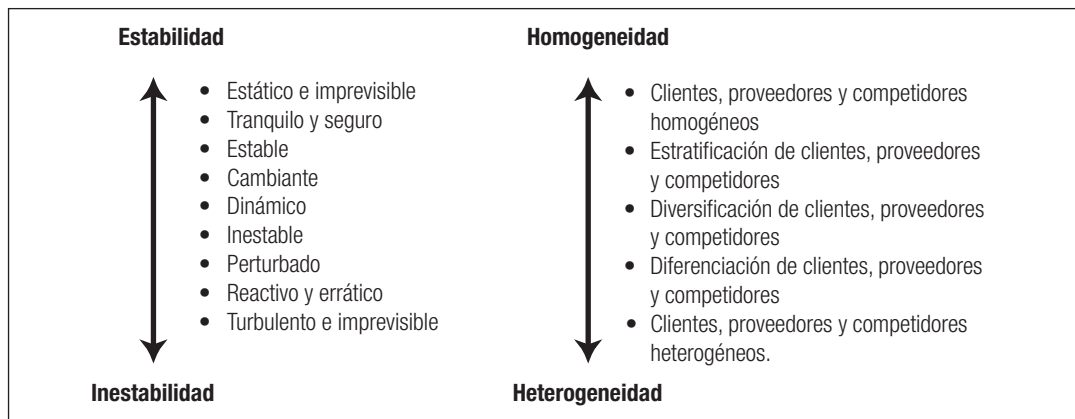 Estabilidad
• Estático e imprevisible
• Tranquilo y seguro
• Estable
• Cambiante
• Dinámico
• Inestable
• Perturbado
• Reactivo y errático
• Turbulento e imprevisible
Inestabilidad
Homogeneidad
• Clientes, proveedores y competidores
homogéneos
• Estratificación de clientes, proveedores
y competidores
• Diversificación de clientes, proveedores
y competidores
• Diferenciación de clientes, proveedores
y competidores
• Clientes, proveedores y competidores
heterogéneos.
Heterogeneidad